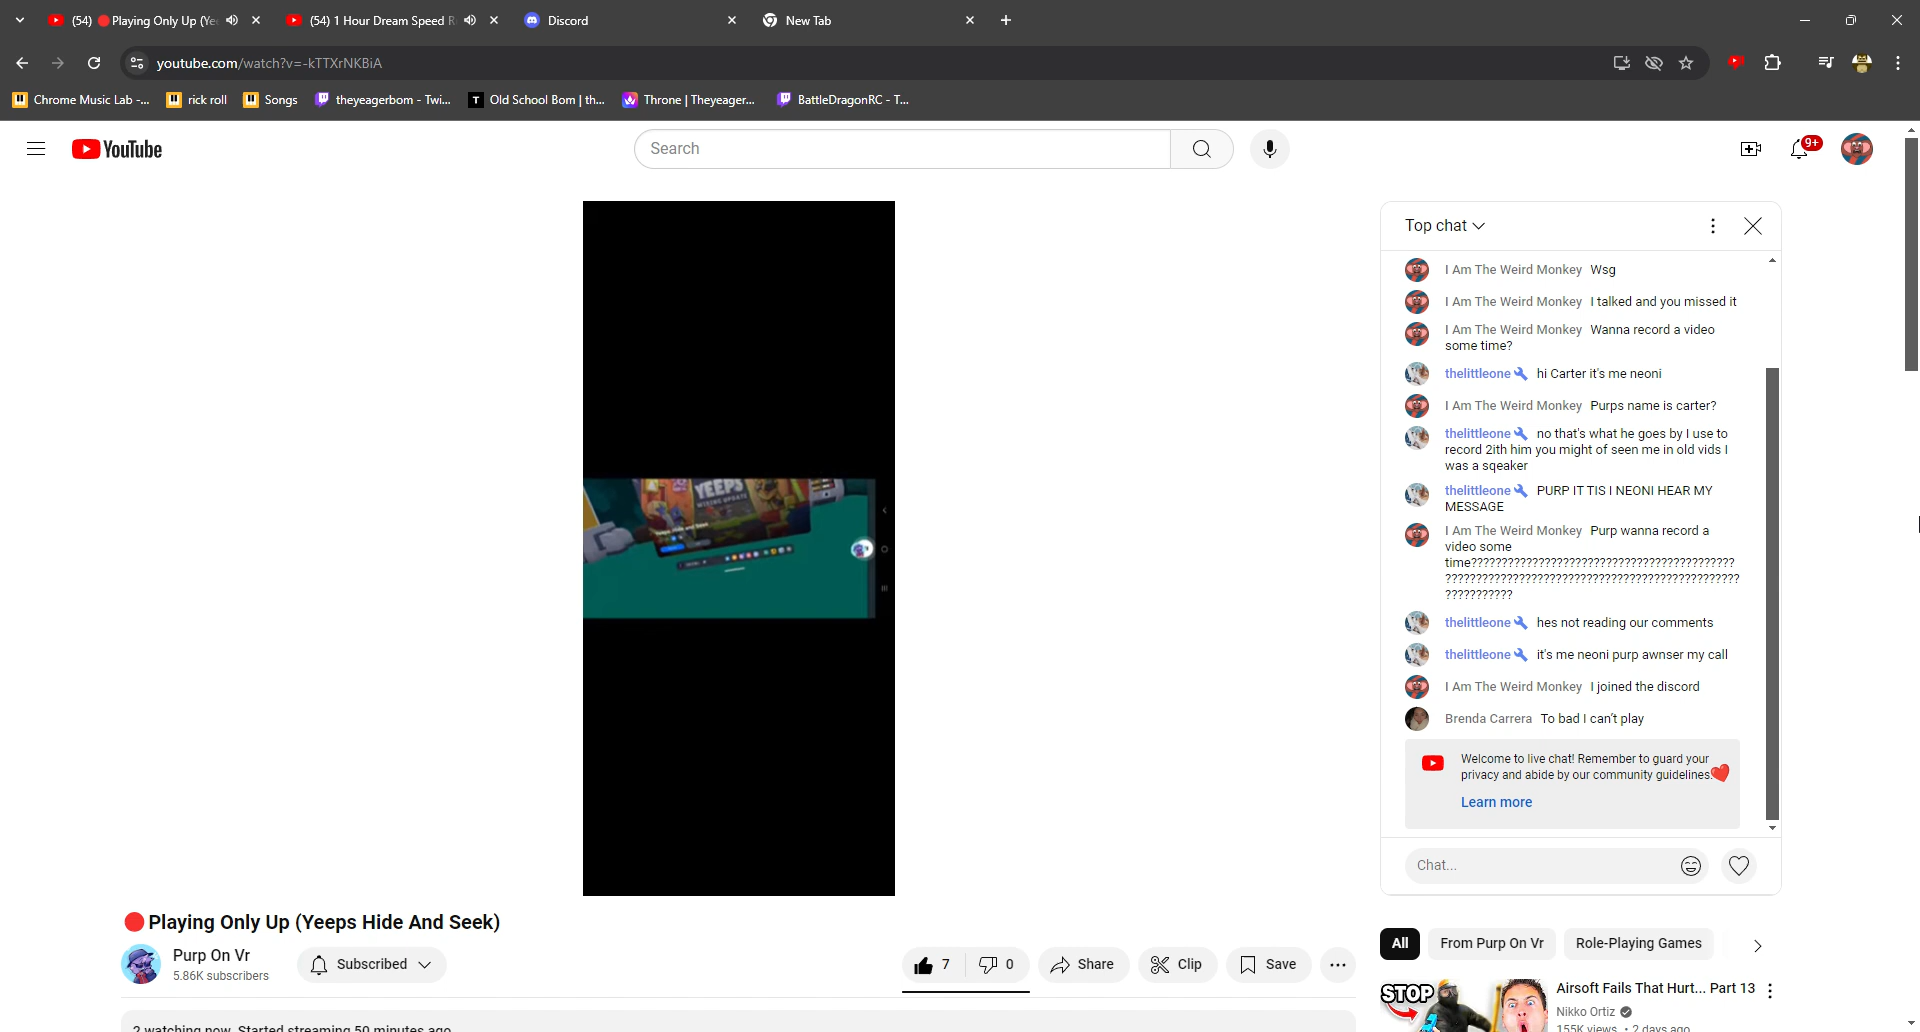 (54) 🔴Playing Only Up (Yee
(54) 1 Hour Dream Speed R
Discord
New Tab
youtube.com/watch?v=-kTTXrNKBiA
Chrome Music Lab -...
rick roll
Songs
theyeagerbom - Twi...
Old School Bom | th...
Throne | Theyeager...
BattleDragonRC - T...
YouTube
Search
9+
Top chat
I Am The Weird Monkey Wsg
I Am The Weird Monkey I talked and you missed it
I Am The Weird Monkey Wanna record a video
some time?
thelittleone hi Carter it's me neoni
I Am The Weird Monkey Purps name is carter?
thelittleone no that's what he goes by I use to
record 2ith him you might of seen me in old vids I
was a sqeaker
thelittleone PURP IT TIS I NEONI HEAR MY
MESSAGE
I Am The Weird Monkey Purp wanna record a
video some
time??????????????????????????????????????????
???????????????????????????????????????????????
???????????
thelittleone hes not reading our comments
thelittleone it's me neoni purp awnser my call
I Am The Weird Monkey I joined the discord
Brenda Carrera To bad I can't play
Welcome to live chat! Remember to guard your
privacy and abide by our community guidelines.
Learn more
Chat...
YEEPS
🔴Playing Only Up (Yeeps Hide And Seek)
Purp On Vr
5.86K subscribers
Subscribed
7
0
Share
Clip
Save
2 watching now Started streaming 50 minutes ago
All
From Purp On Vr
Role-Playing Games
STOP
Airsoft Fails That Hurt... Part 13
Nikko Ortiz
155K views • 2 days ago